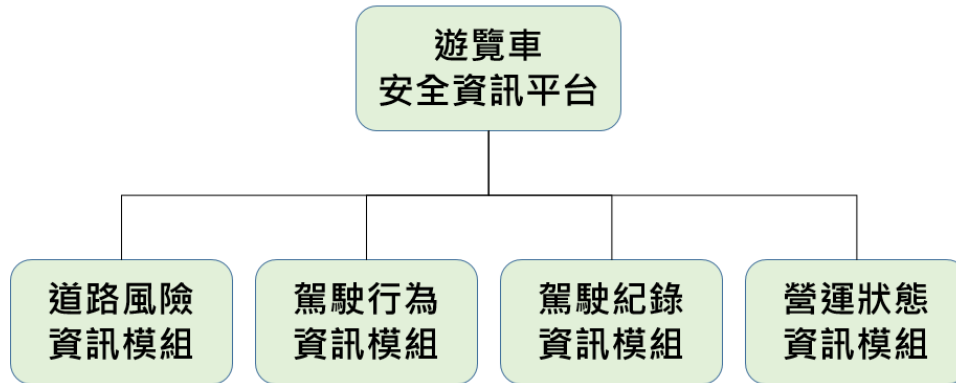 遊覽車
安全資訊平台
道路風險
資訊模組
駕駛行為
資訊模組
駕駛紀錄
資訊模組
營運狀態
資訊模組